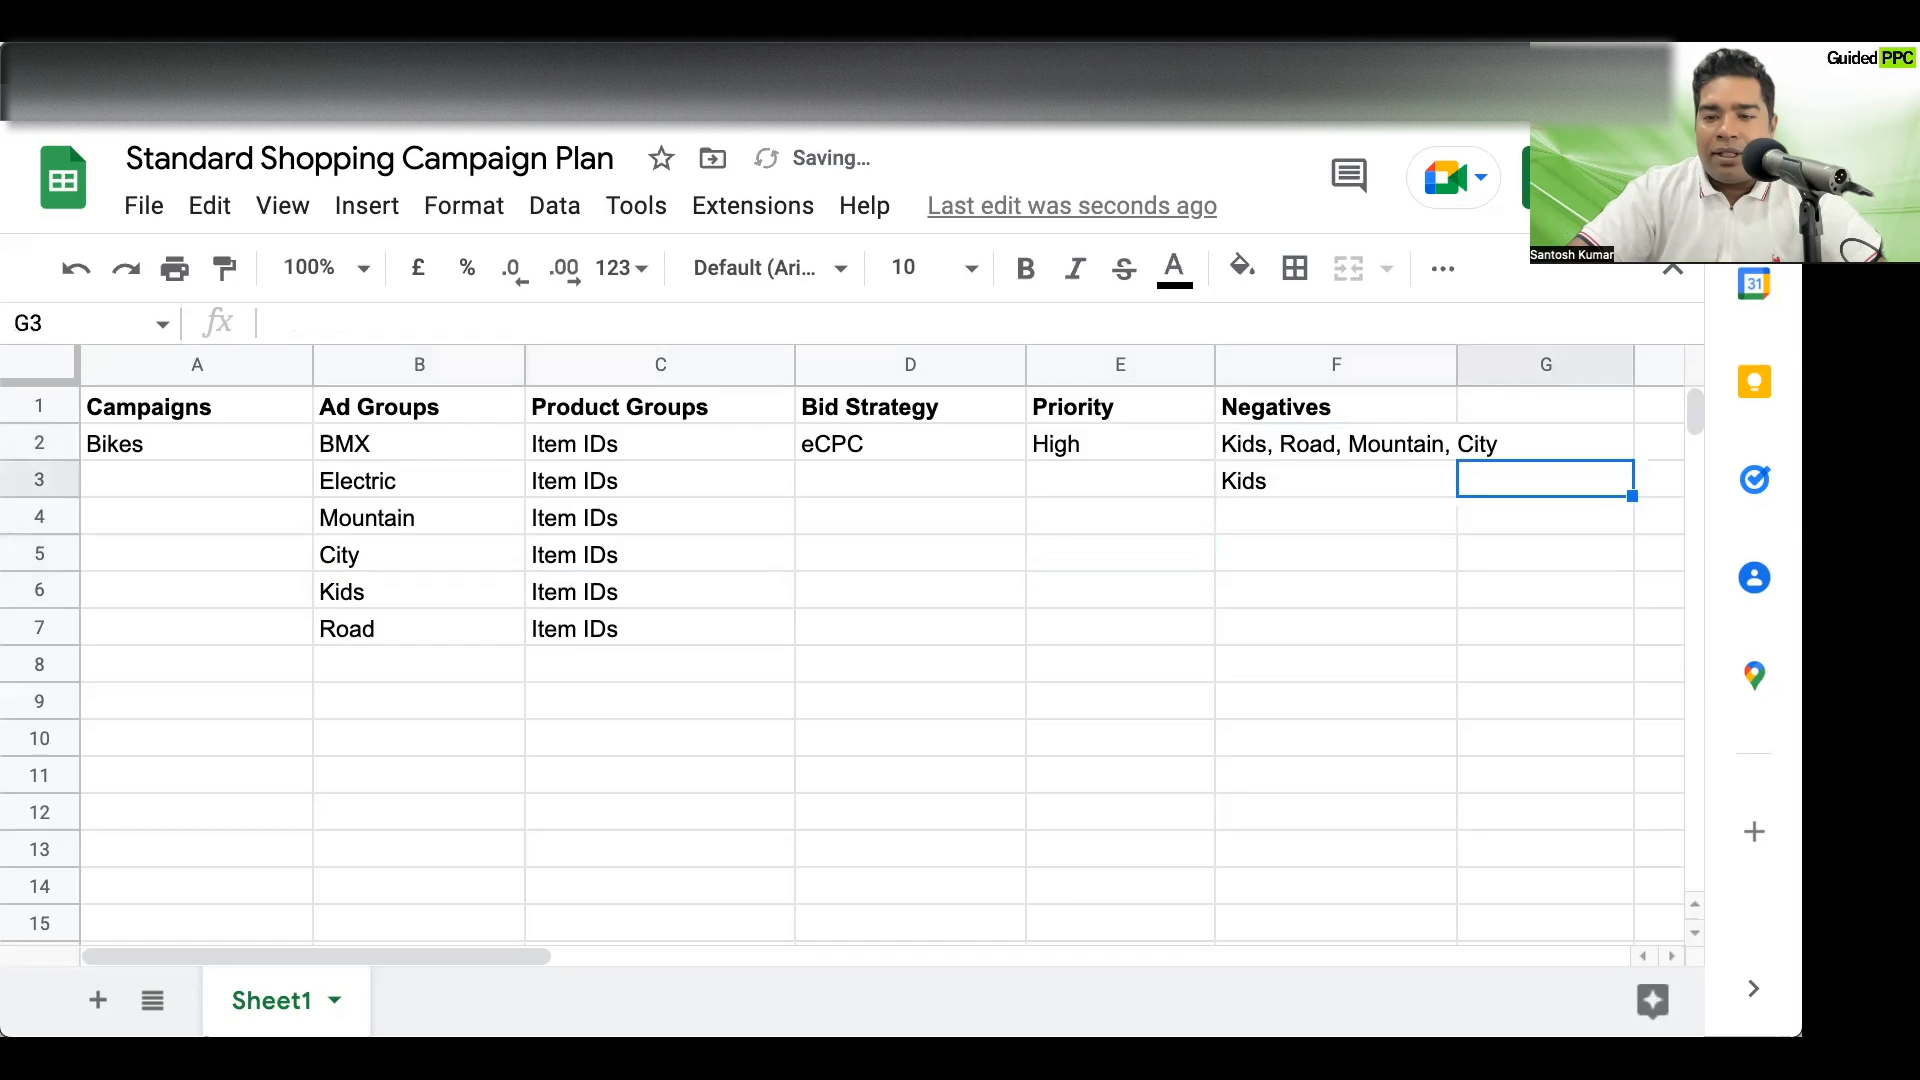 Guided PPC
Standard Shopping Campaign Plan Saving...
File Edit View Insert Format Data Tools Extensions Help Last edit was seconds ago
Santosh Kumar
100% £ % .0 .00 123 Default (Ari... 10 B I S A ...
31
G3 fx
A B C D E F G
1 Campaigns Ad Groups Product Groups Bid Strategy Priority Negatives
2 Bikes BMX Item IDs eCPC High Kids, Road, Mountain, City
3 Electric Item IDs Kids
4 Mountain Item IDs
5 City Item IDs
6 Kids Item IDs
7 Road Item IDs
8
9
10
11
12
13
14
15
Sheet1